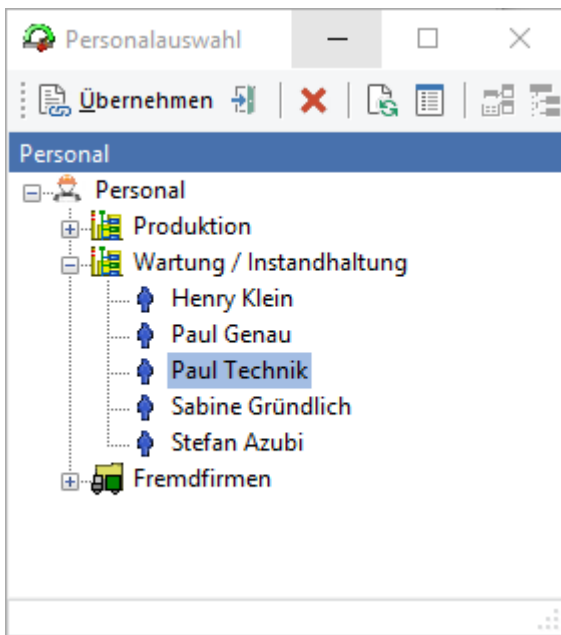 Personalauswahl
Übernehmen
Personal
Personal
Produktion
Wartung / Instandhaltung
Henry Klein
Paul Genau
Paul Technik
Sabine Gründlich
Stefan Azubi
Fremdfirmen